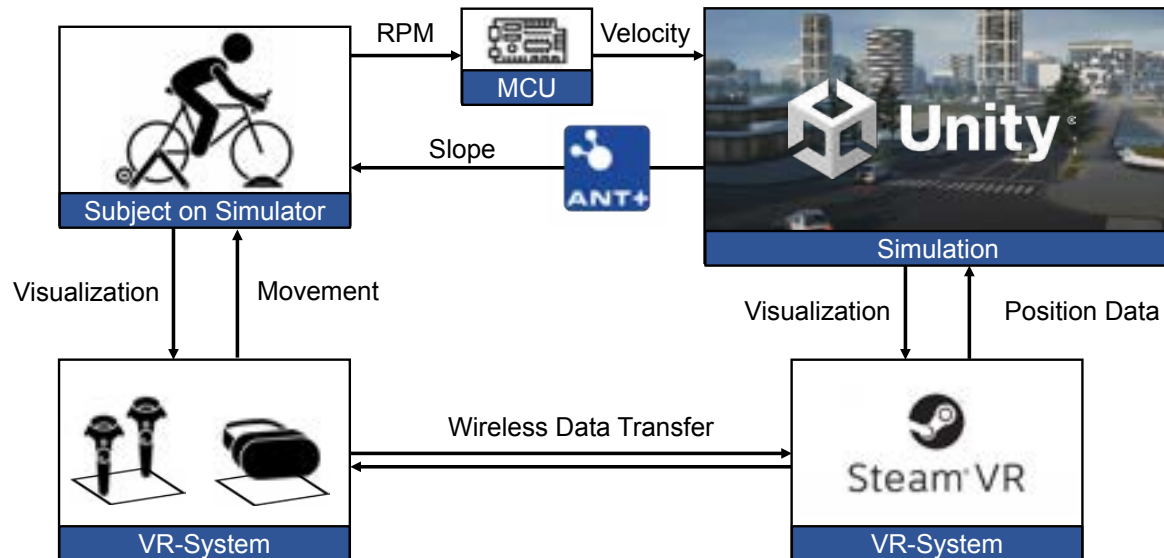 RPM
MCU
Velocity
Unity
Slope
ANT+
Subject on Simulator
Simulation
Visualization
Movement
Visualization
Position Data
Wireless Data Transfer
Steam VR
VR-System
VR-System